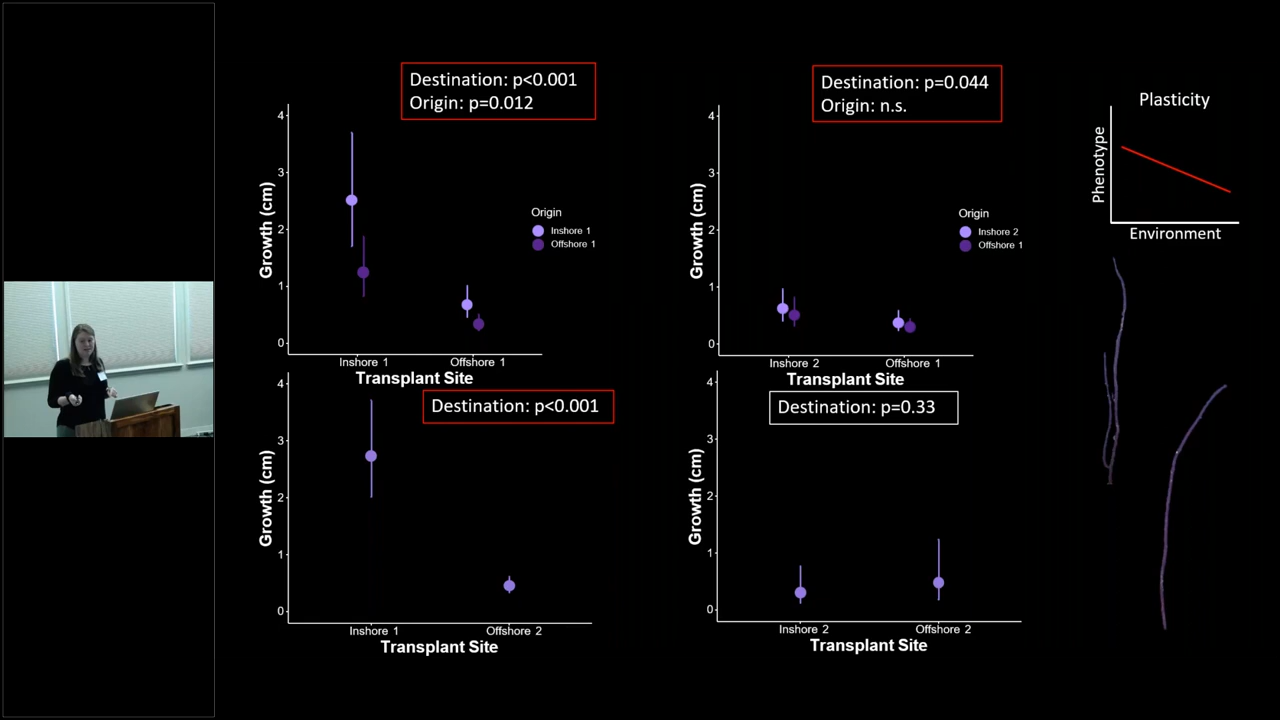 Destination: p<0.001
Origin: p=0.012
4
3
2
1
0
Growth (cm)
Origin
Inshore 1
Offshore 1
Inshore 1
Offshore 1
Transplant Site
Destination: p=0.044
Origin: n.s.
4
3
2
1
0
Growth (cm)
Origin
Inshore 2
Offshore 1
Inshore 2
Offshore 1
Transplant Site
Plasticity
Phenotype
Environment
Destination: p<0.001
4
3
2
1
0
Growth (cm)
Inshore 1
Offshore 2
Transplant Site
Destination: p=0.33
4
3
2
1
0
Growth (cm)
Inshore 2
Offshore 2
Transplant Site